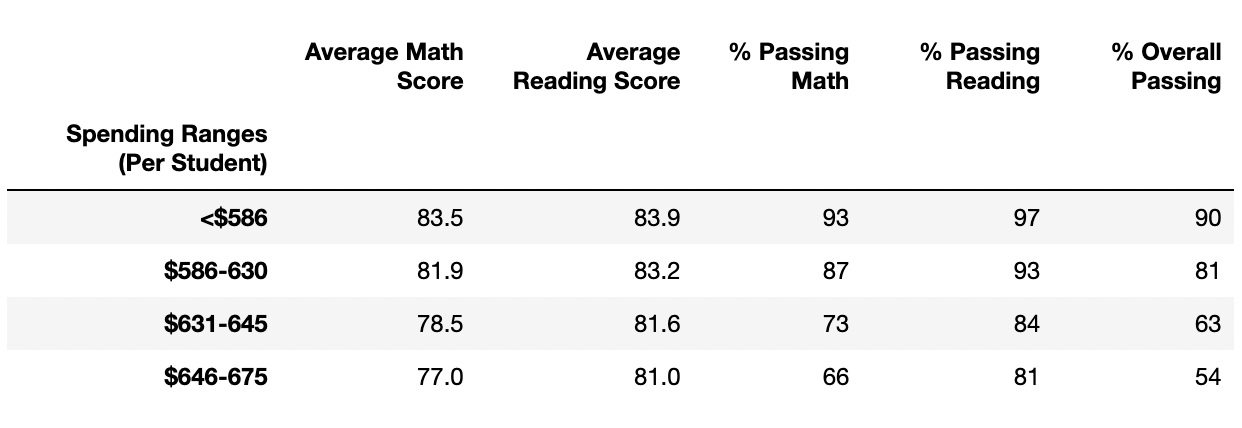 Average Math Average % Passing % Passing % Overall
Score Reading Score Math Reading Passing
Spending Ranges
(Per Student)
<$586 83.5 83.9 93 97 90
$586-630 81.9 83.2 87 93 81
$631-645 78.5 81.6 73 84 63
$646-675 77.0 81.0 66 81 54